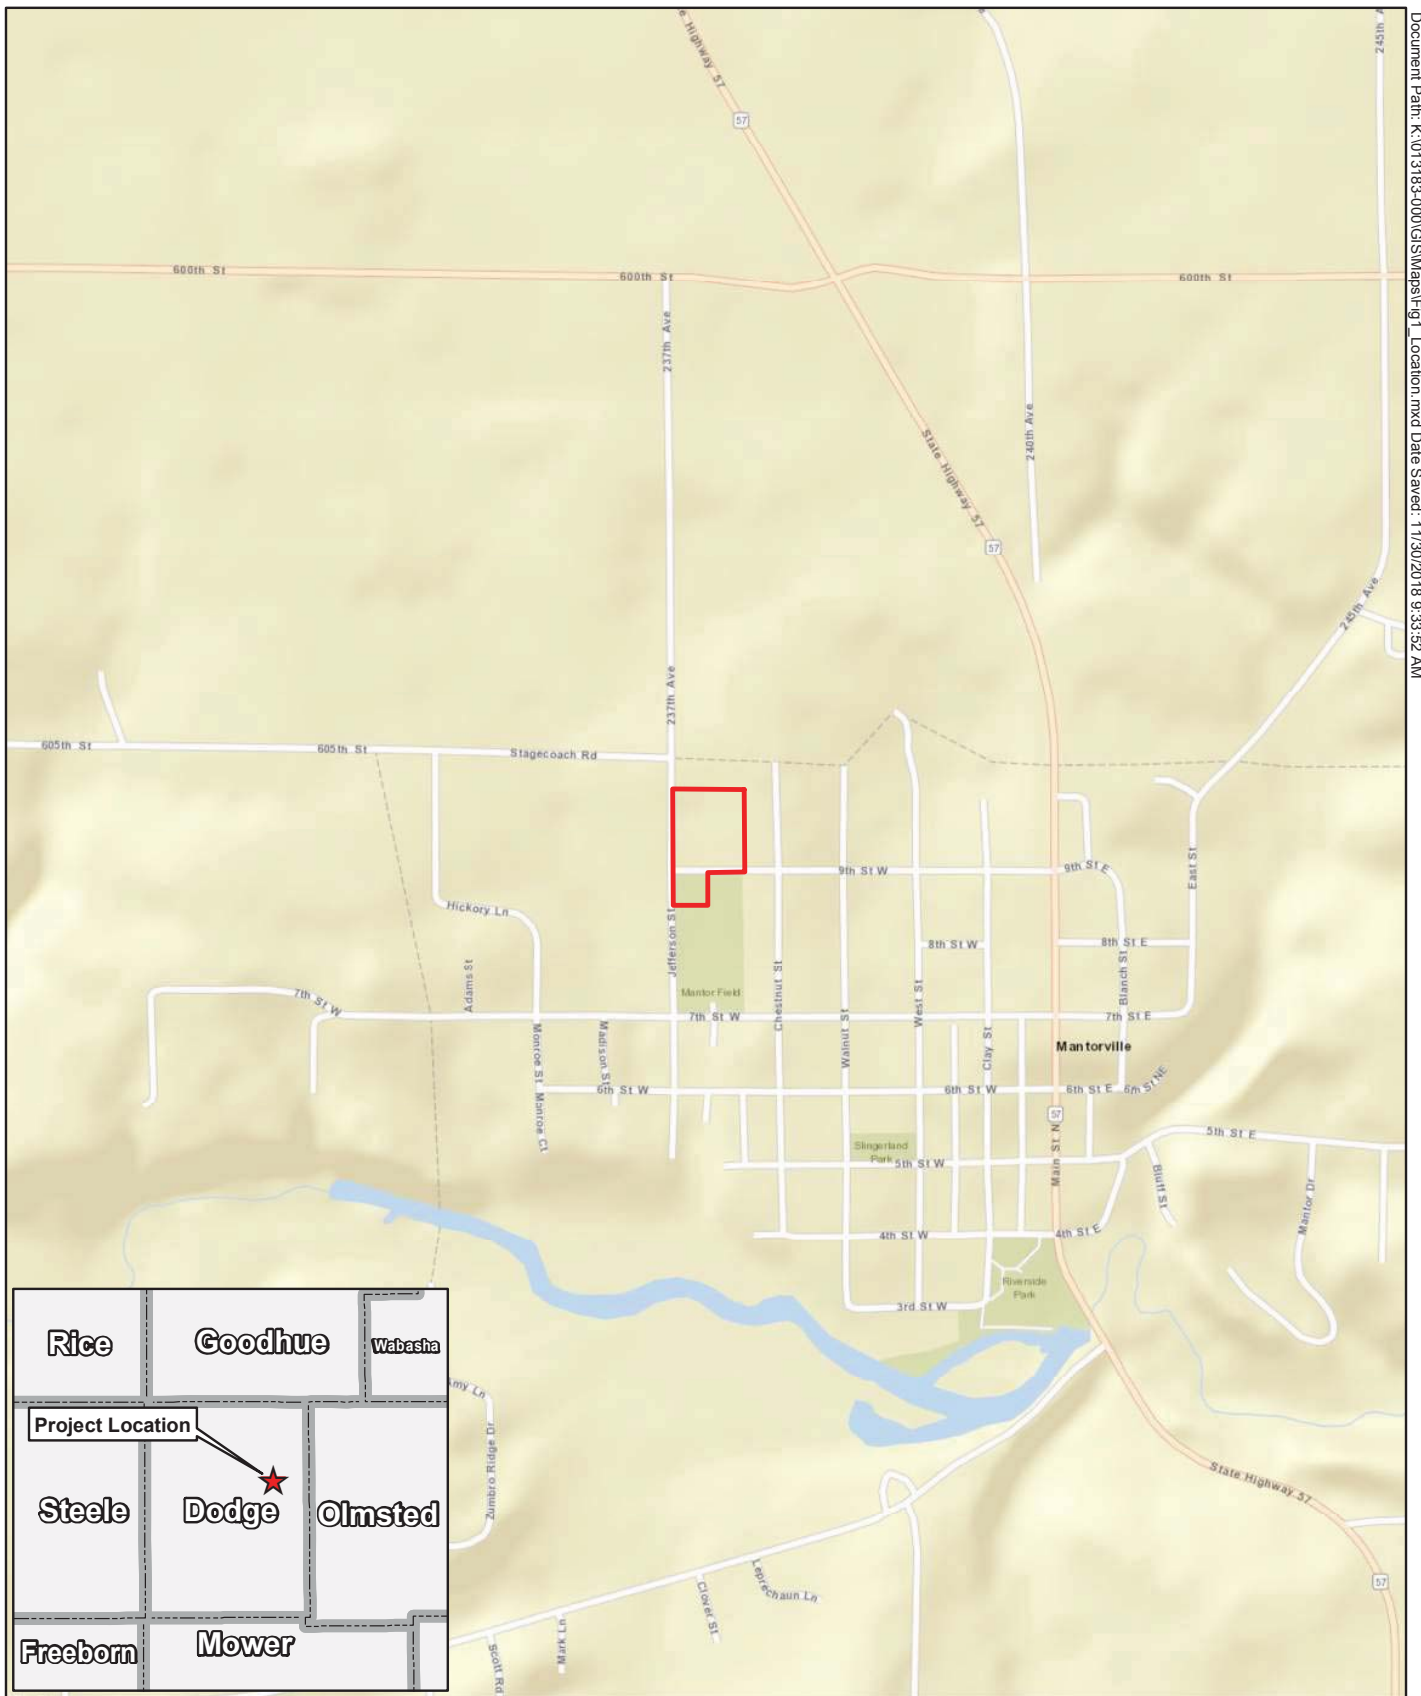 Document Path: K:\013183-000\GIS\Maps\Fig1_Location.mxd Date Saved: 11/30/2018 9:33:52 AM
e Highway 57
57
245th A
600th St
600th St
600th St
237th Ave
240th Ave
State Highway 57
57
245th Ave
237th Ave
605th St
605th St
Stagecoach Rd
9th St W
9th St E
East St
Hickory Ln
Jefferson St
8th St W
8th St E
Adams St
Chestnut St
Blanch St
7th St W
Mantor Field
West St
7th St W
7th St E
Walnut St
Clay St
Monroe St
Madison St
Mantorville
6th St W
6th St W
6th St E
6th St NE
Monroe Ct
57
Slingerland
Park
5th St W
5th St E
Main St N
Bluff St
Mantor Dr
4th St W
4th St E
Riverside
Park
3rd St W
Amy Ln
Zumbro Ridge Dr
State Highway 57
57
Leprechaun Ln
Clover St
Mark Ln
Scott Rd
Rice
Goodhue
Wabasha
Project Location
Steele
Dodge
Olmsted
Freeborn
Mower